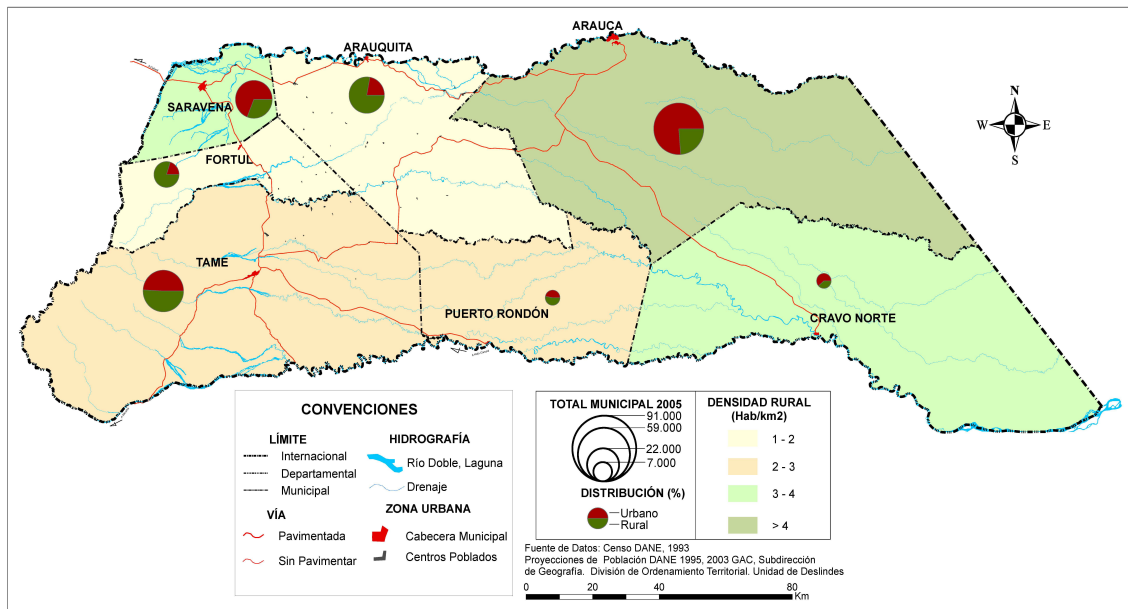 ARAUCA
ARAUQUITA
SARAVENA
FORTUL
TAME
PUERTO RONDÓN
CRAVO NORTE
N
W
E
S
CONVENCIONES
LÍMITE
Internacional
Departamental
Municipal
VÍA
Pavimentada
Sin Pavimentar
HIDROGRAFÍA
Río Doble, Laguna
Drenaje
ZONA URBANA
Cabecera Municipal
Centros Poblados
TOTAL MUNICIPAL 2005
91.000
59.000
22.000
7.000
DISTRIBUCIÓN (%)
Urbano
Rural
DENSIDAD RURAL
(Hab/km2)
1 - 2
2 - 3
3 - 4
> 4
Fuente de Datos: Censo DANE, 1993
Proyecciones de Población DANE 1995, 2003 GAC, Subdirección
de Geografía. División de Ordenamiento Territorial. Unidad de Deslindes
0 20 40 60 80
Km